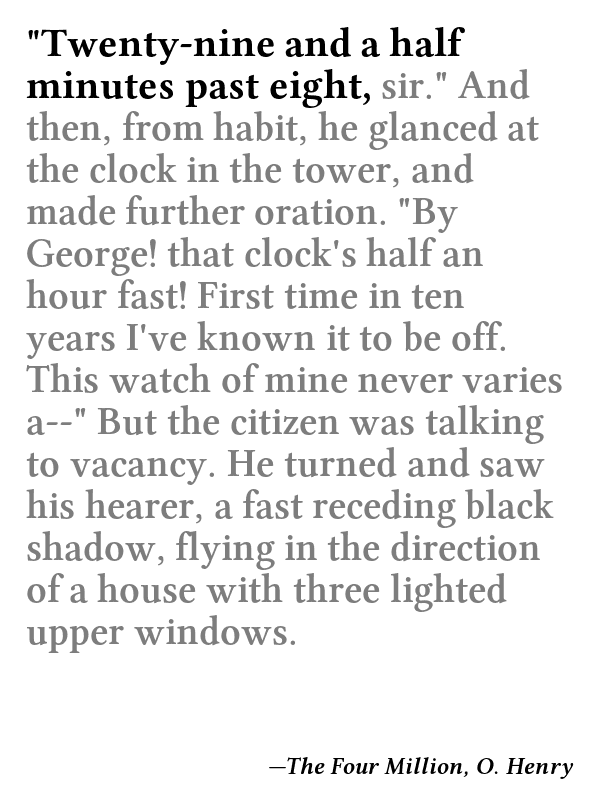 "Twenty-nine and a half
minutes past eight, sir." And
then, from habit, he glanced at
the clock in the tower, and
made further oration. "By
George! that clock's half an
hour fast! First time in ten
years I've known it to be off.
This watch of mine never varies
a--" But the citizen was talking
to vacancy. He turned and saw
his hearer, a fast receding black
shadow, flying in the direction
of a house with three lighted
upper windows.
—The Four Million, O. Henry